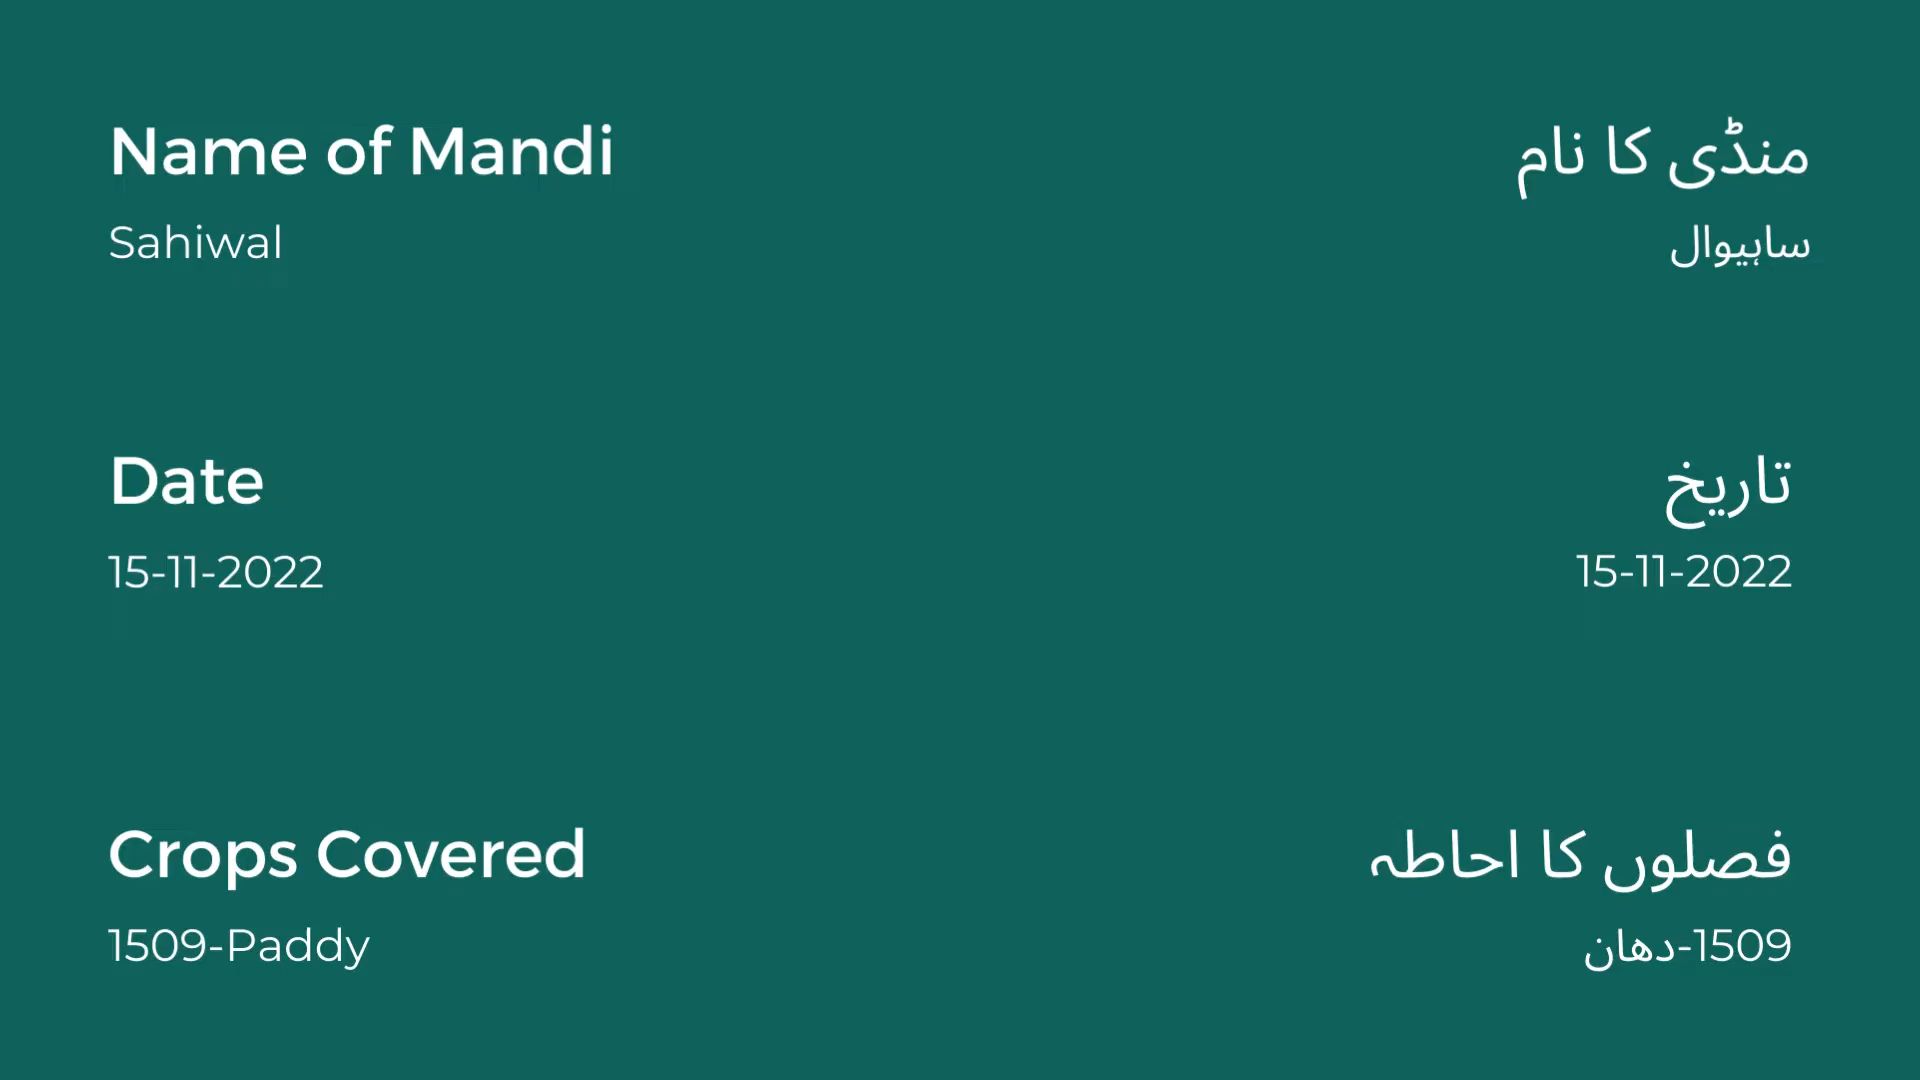 Name of Mandi
منڈی کا نام
Sahiwal
ساہیوال
Date
تاریخ
15-11-2022
15-11-2022
Crops Covered
فصلوں کا احاطہ
1509-Paddy
1509-دھان